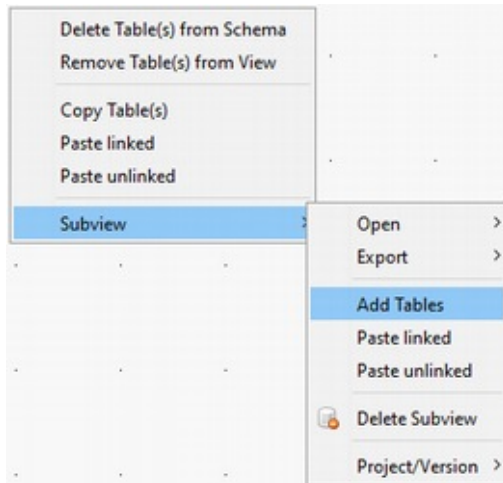 Delete Table(s) from Schema
Remove Table(s) from View
Copy Table(s)
Paste linked
Paste unlinked
Subview
Open
Export
Add Tables
Paste linked
Paste unlinked
Delete Subview
Project/Version